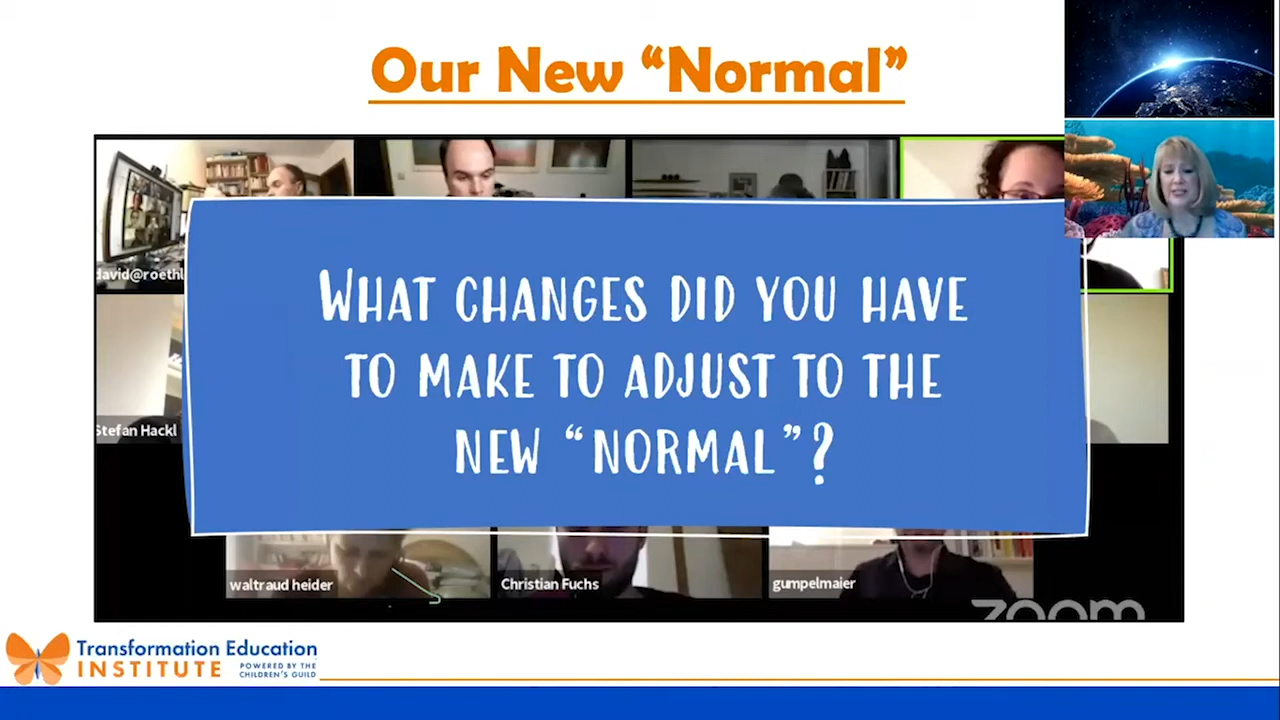 Our New “Normal”
david@roethl
WHAT CHANGES DID YOU HAVE
TO MAKE TO ADJUST TO THE
NEW “NORMAL”?
Stefan Hackl
waltraud heider
Christian Fuchs
gumpelmaier
zoom
Transformation Education
INSTITUTE
POWERED BY THE
CHILDREN'S GUILD